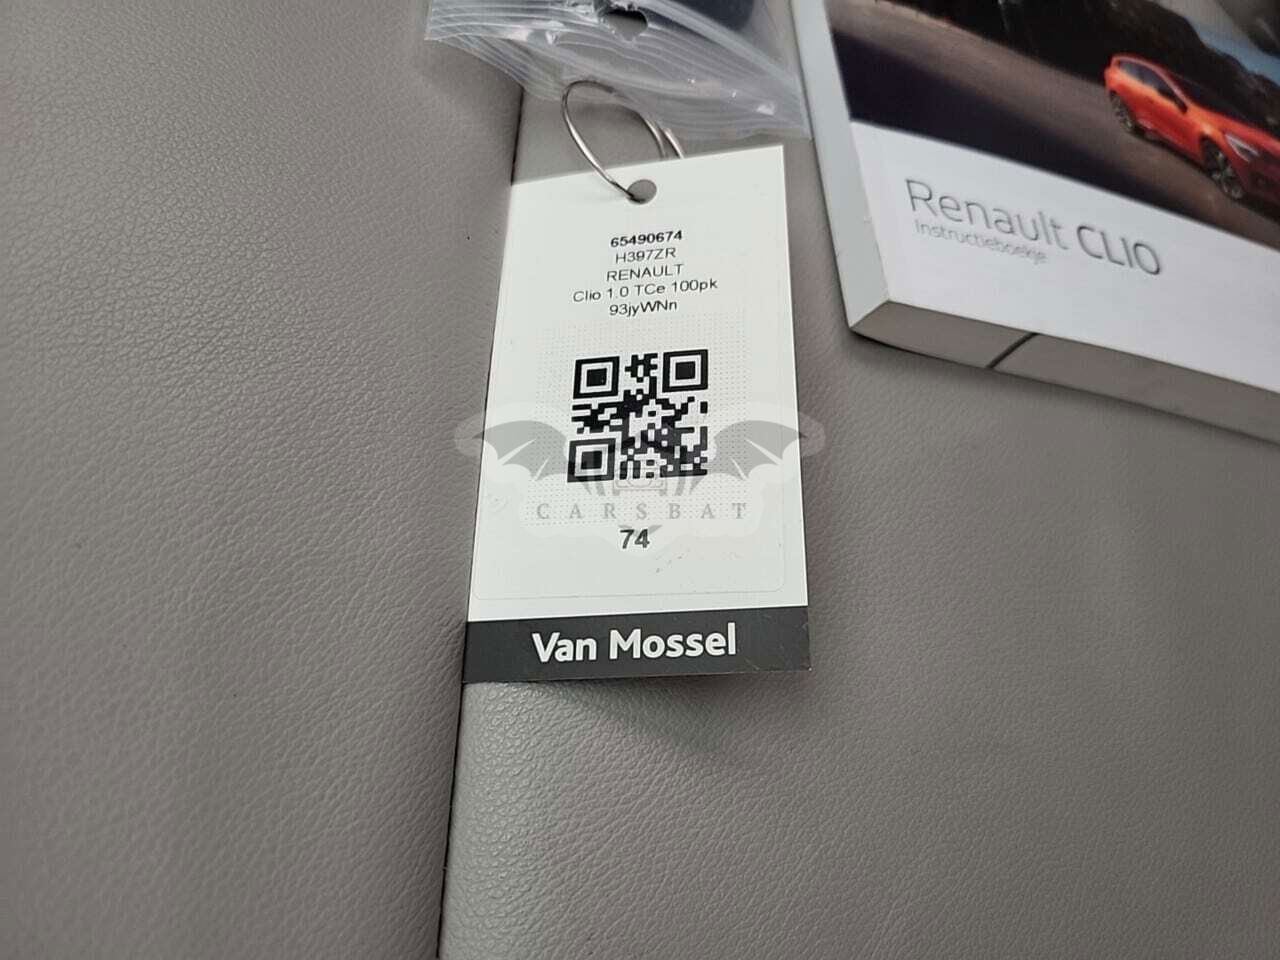 65490674
H397ZR
RENAULT
Clio 1.0 TCe 100pk
93jyWNn
CARSBAT
74
Van Mossel
Renault CLIO
Instructieboekje